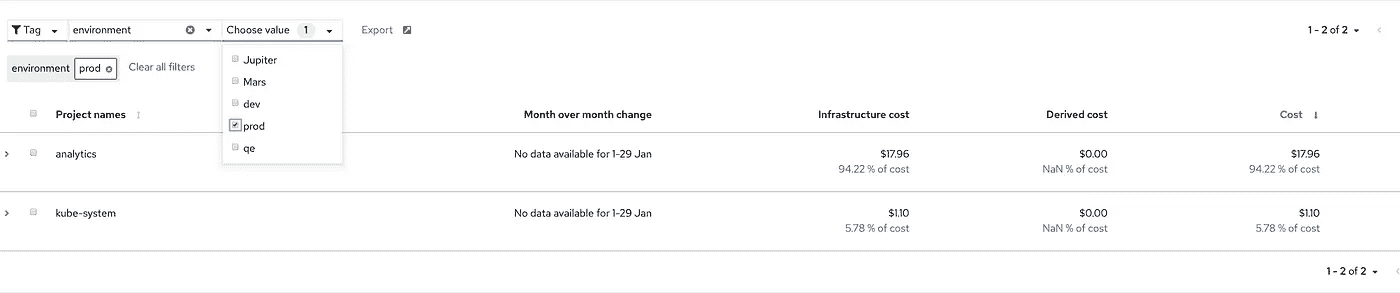 Tag environment Choose value 1 Export 1 - 2 of 2
Jupiter
environment prod Clear all filters
Mars
dev
Project names Month over month change Infrastructure cost Derived cost Cost
prod
qe
analytics No data available for 1-29 Jan $17.96 $0.00 $17.96
94.22 % of cost NaN % of cost 94.22 % of cost
kube-system No data available for 1-29 Jan $1.10 $0.00 $1.10
5.78 % of cost NaN % of cost 5.78 % of cost
1 - 2 of 2